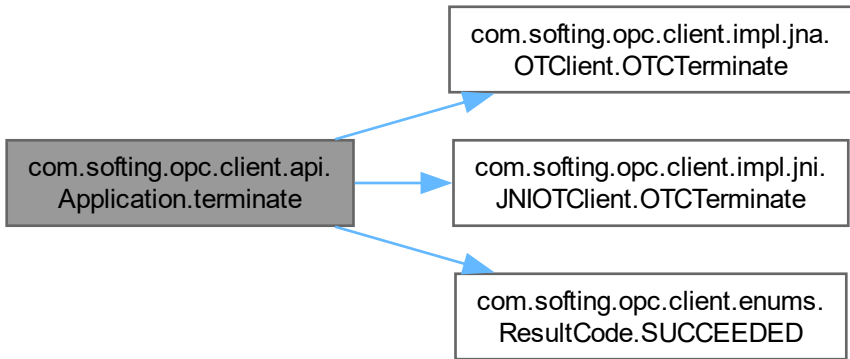 com.softing.opc.client.api.
Application.terminate
com.softing.opc.client.impl.jna.
OTClient.OTCTerminate
com.softing.opc.client.impl.jni.
JNIOTClient.OTCTerminate
com.softing.opc.client.enums.
ResultCode.SUCCEEDED